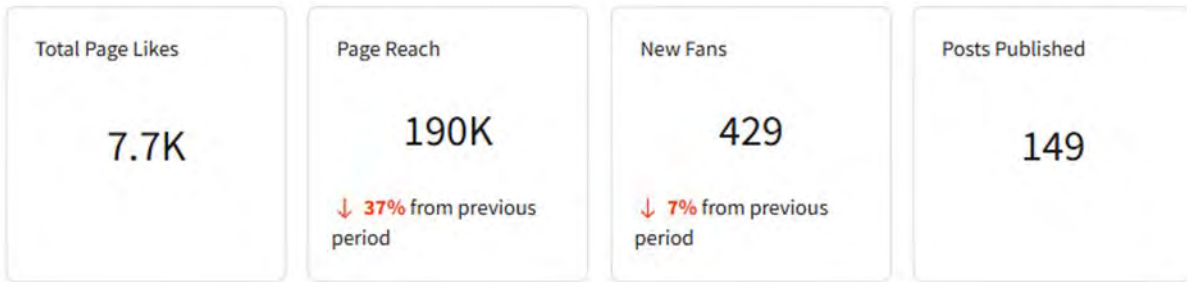 Total Page Likes
7.7K
Page Reach
190K
↓ 37% from previous
period
New Fans
429
↓ 7% from previous
period
Posts Published
149